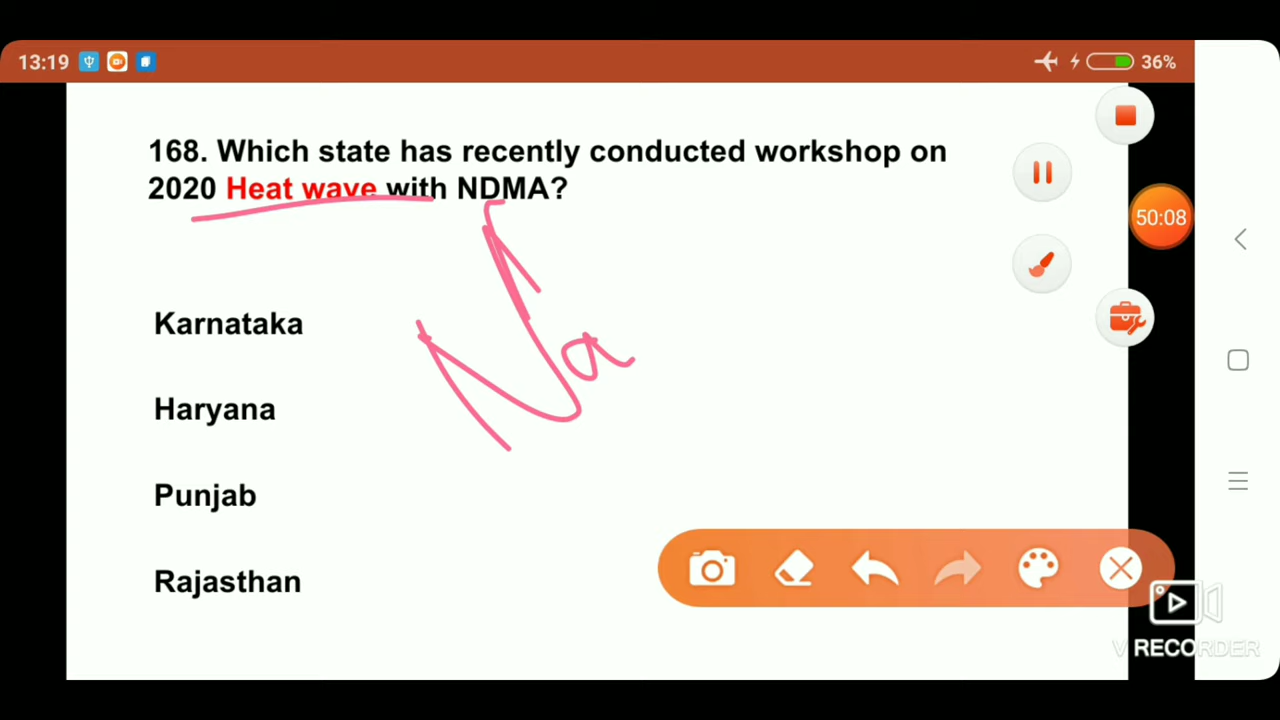 13:19
36%
168. Which state has recently conducted workshop on
2020 Heat wave with NDMA?
50:08
Karnataka
Na
Haryana
Punjab
Rajasthan
V RECORDER